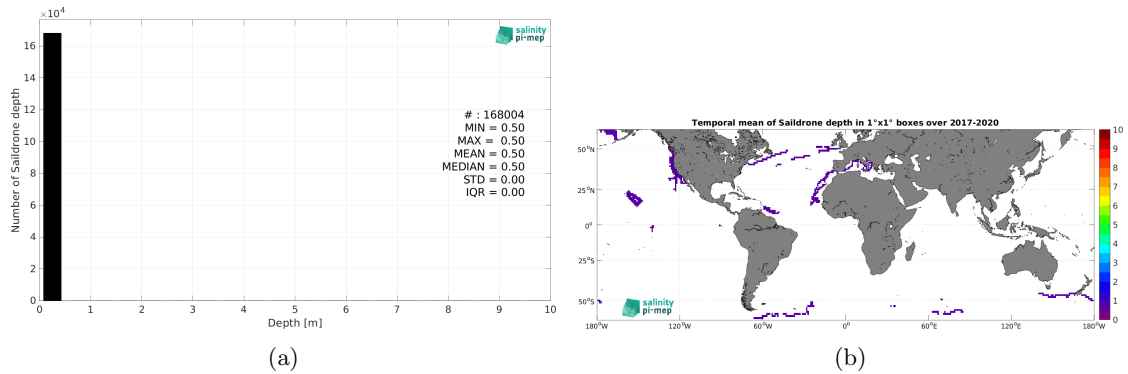 ×10⁴
16
14
12
10
8
6
4
2
0
Number of Saildrone depth
0 1 2 3 4 5 6 7 8 9 10
Depth [m]
salinity
pi-mep
# : 168004
MIN = 0.50
MAX = 0.50
MEAN = 0.50
MEDIAN = 0.50
STD = 0.00
IQR = 0.00
(a)
Temporal mean of Saildrone depth in 1°x1° boxes over 2017-2020
50°N
25°N
0°
25°S
50°S
180°W 120°W 60°W 0° 60°E 120°E 180°W
salinity
pi-mep
10
9
8
7
6
5
4
3
2
1
0
(b)